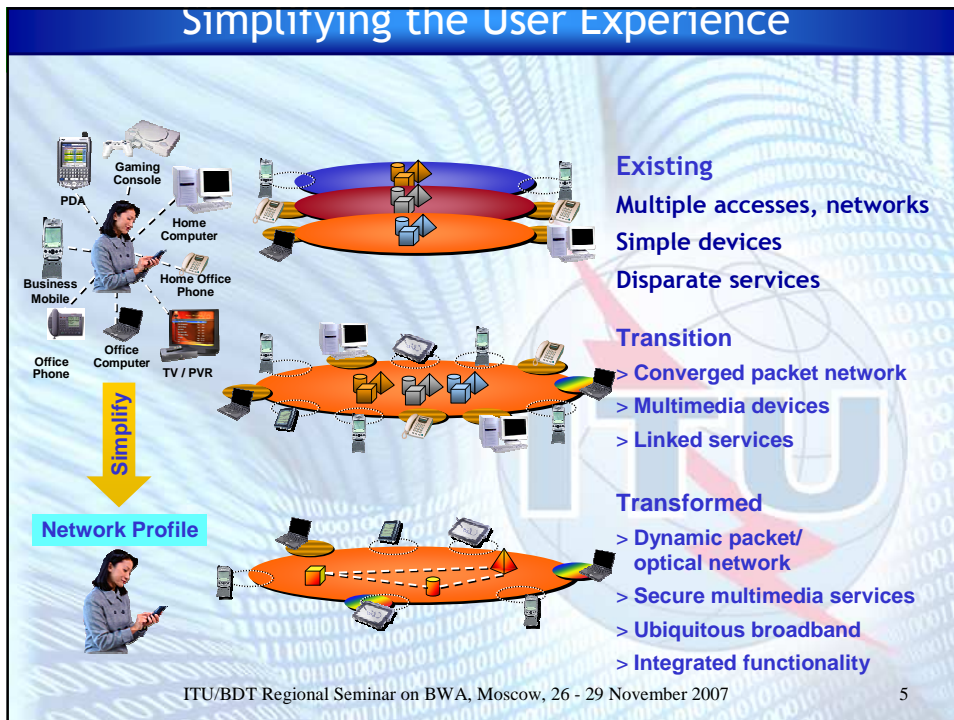 Simplifying the User Experience
Gaming
Console
PDA
Home
Computer
Business
Mobile
Home Office
Phone
Office
Phone
Office
Computer
TV / PVR
Simplify
Network Profile
Existing
Multiple accesses, networks
Simple devices
Disparate services
Transition
> Converged packet network
> Multimedia devices
> Linked services
Transformed
> Dynamic packet/
optical network
> Secure multimedia services
> Ubiquitous broadband
> Integrated functionality
ITU
ITU/BDT Regional Seminar on BWA, Moscow, 26 - 29 November 2007
5